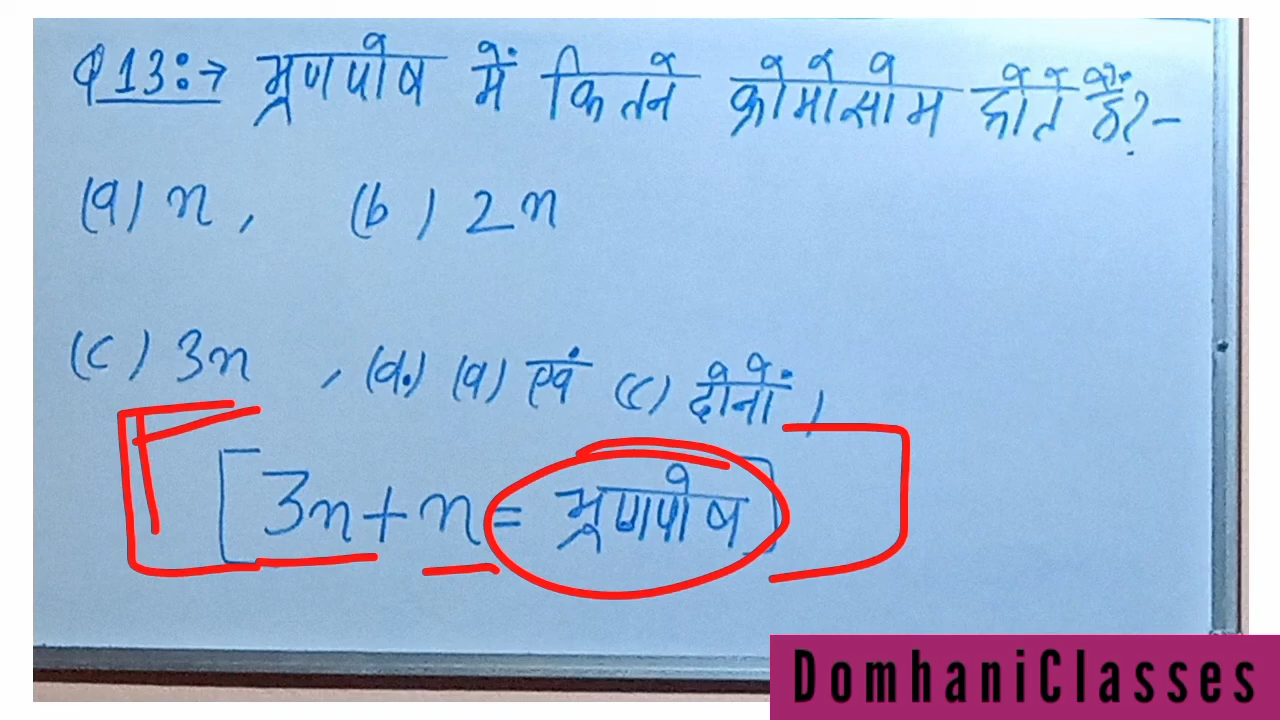 Q13:→ भ्रूणपोष में कितने क्रोमोसोम होते हैं?-
(a) n, (b) 2n
(c) 3n, (d.) (a) एवं (c) दोनों।
[3n+n= भ्रूणपोष]
DomhaniClasses